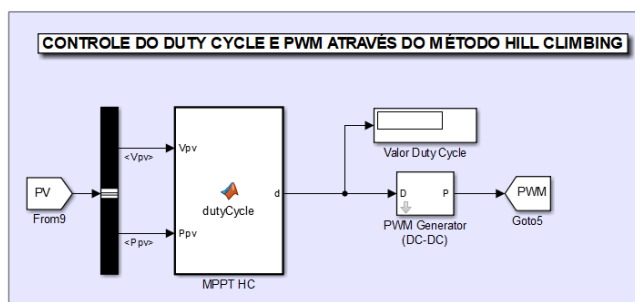 CONTROLE DO DUTY CYCLE E PWM ATRAVÉS DO MÉTODO HILL CLIMBING
PV
From9
<Vpv>
<Ppv>
Vpv
Ppv
dutyCycle
d
MPPT HC
Valor Duty Cycle
D
P
PWM Generator
(DC-DC)
PWM
Goto5